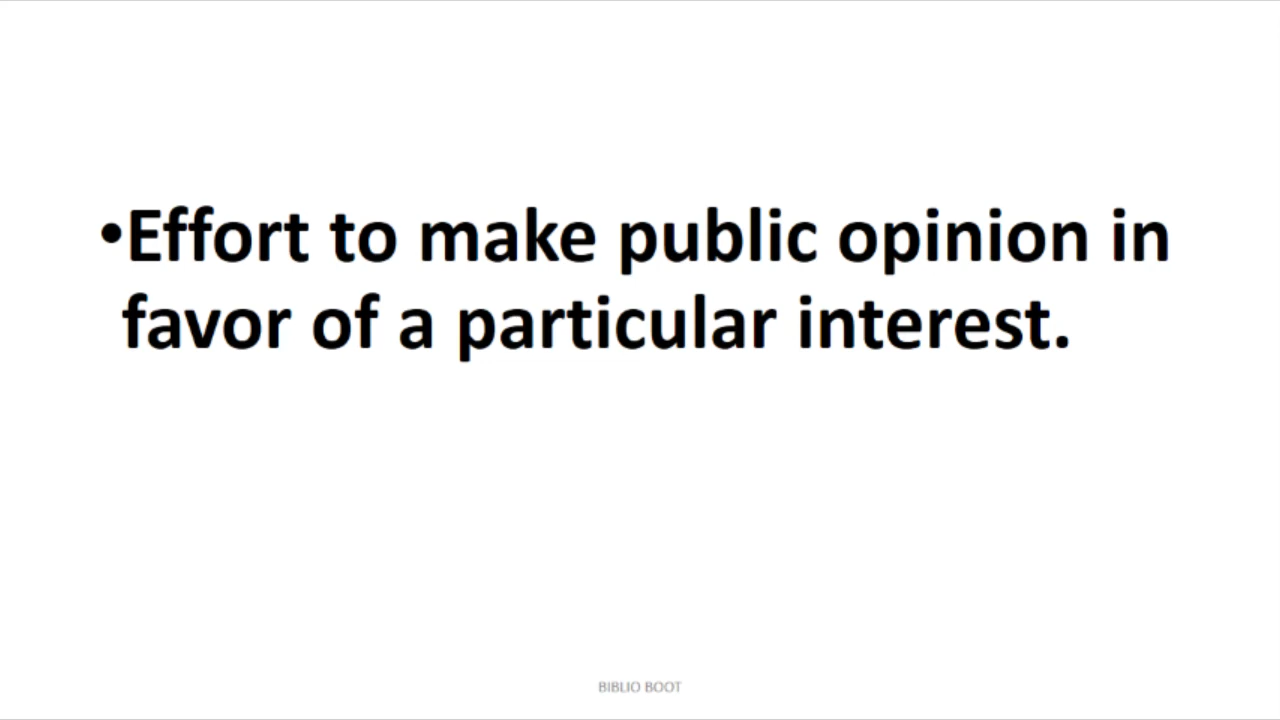 •Effort to make public opinion in
favor of a particular interest.
BIBLIO BOOT